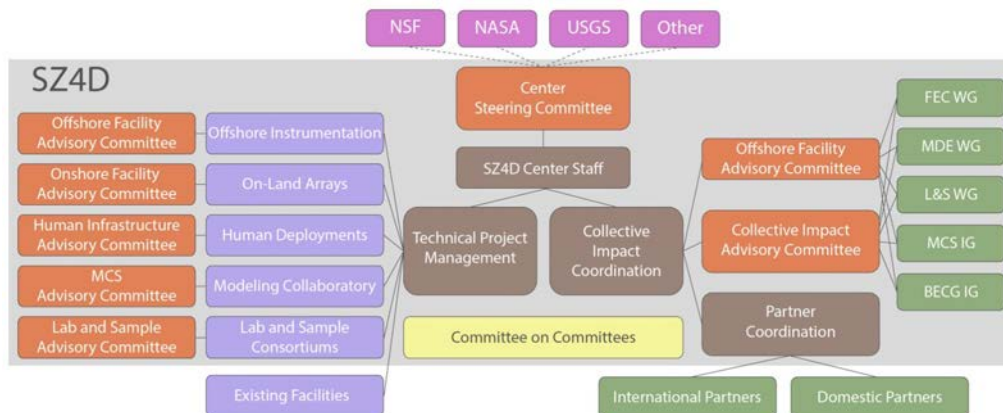 NSF
NASA
USGS
Other
SZ4D
Center
Steering Committee
SZ4D Center Staff
Offshore Facility
Advisory Committee
Offshore Instrumentation
Onshore Facility
Advisory Committee
On-Land Arrays
Human Infrastructure
Advisory Committee
Human Deployments
MCS
Advisory Committee
Modeling Collaboratory
Lab and Sample
Advisory Committee
Lab and Sample
Consortiums
Existing Facilities
Technical Project
Management
Collective
Impact
Coordination
Committee on Committees
Offshore Facility
Advisory Committee
Collective Impact
Advisory Committee
Partner
Coordination
FEC WG
MDE WG
L&S WG
MCS IG
BECG IG
International Partners
Domestic Partners